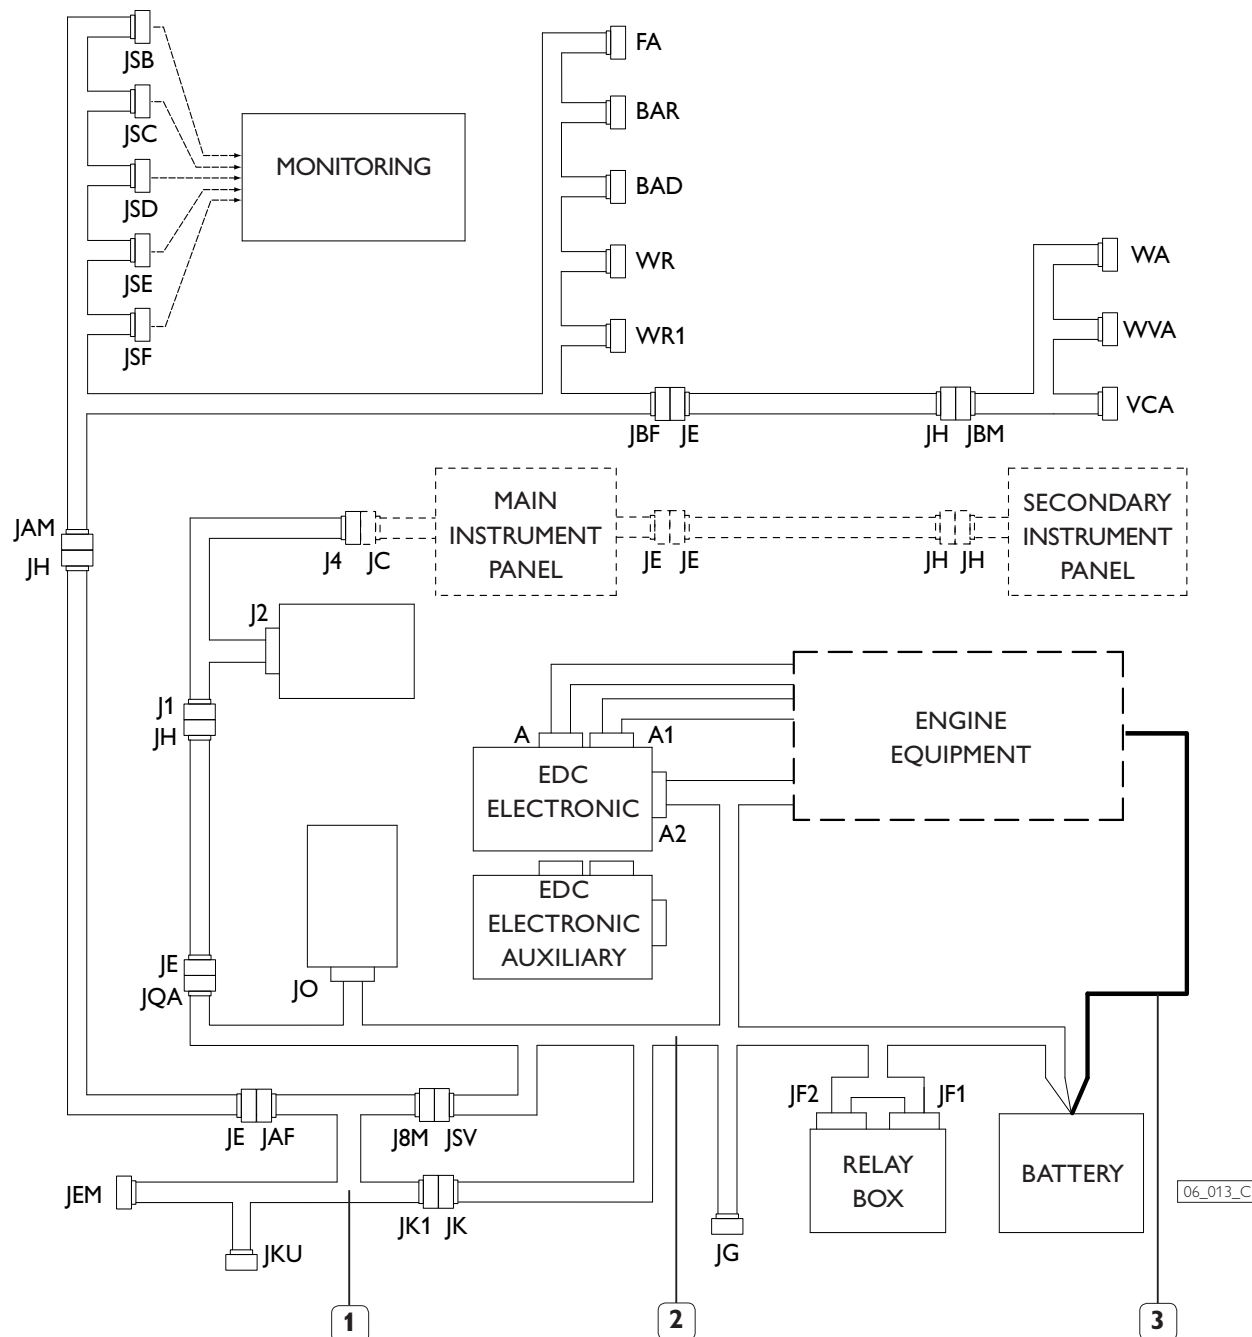 JSB
JSC
JSD
JSE
JSF
MONITORING
FA
BAR
BAD
WR
WR1
WA
WVA
VCA
JBF JE
JH JBM
JAM
JH
J4 JC
MAIN
INSTRUMENT
PANEL
JE JE
JH JH
SECONDARY
INSTRUMENT
PANEL
J2
J1
JH
A
A1
EDC
ELECTRONIC
A2
ENGINE
EQUIPMENT
EDC
ELECTRONIC
AUXILIARY
JE
JQA
JO
JE JAF
J8M JSV
JF2
JF1
RELAY
BOX
BATTERY
06_013_C
JEM
JKU
JK1 JK
JG
1
2
3